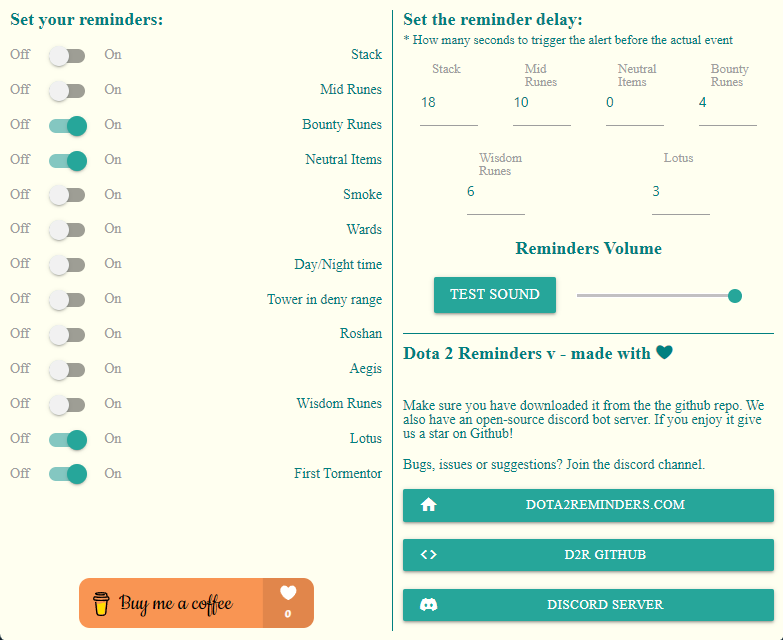 Set your reminders:
Off On Stack
Off On Mid Runes
Off On Bounty Runes
Off On Neutral Items
Off On Smoke
Off On Wards
Off On Day/Night time
Off On Tower in deny range
Off On Roshan
Off On Aegis
Off On Wisdom Runes
Off On Lotus
Off On First Tormentor
Buy me a coffee
0
Set the reminder delay:
* How many seconds to trigger the alert before the actual event
Stack
18
Mid
Runes
10
Neutral
Items
0
Bounty
Runes
4
Wisdom
Runes
6
Lotus
3
Reminders Volume
TEST SOUND
Dota 2 Reminders v - made with
Make sure you have downloaded it from the the github repo. We
also have an open-source discord bot server. If you enjoy it give
us a star on Github!
Bugs, issues or suggestions? Join the discord channel.
DOTA2REMINDERS.COM
D2R GITHUB
DISCORD SERVER